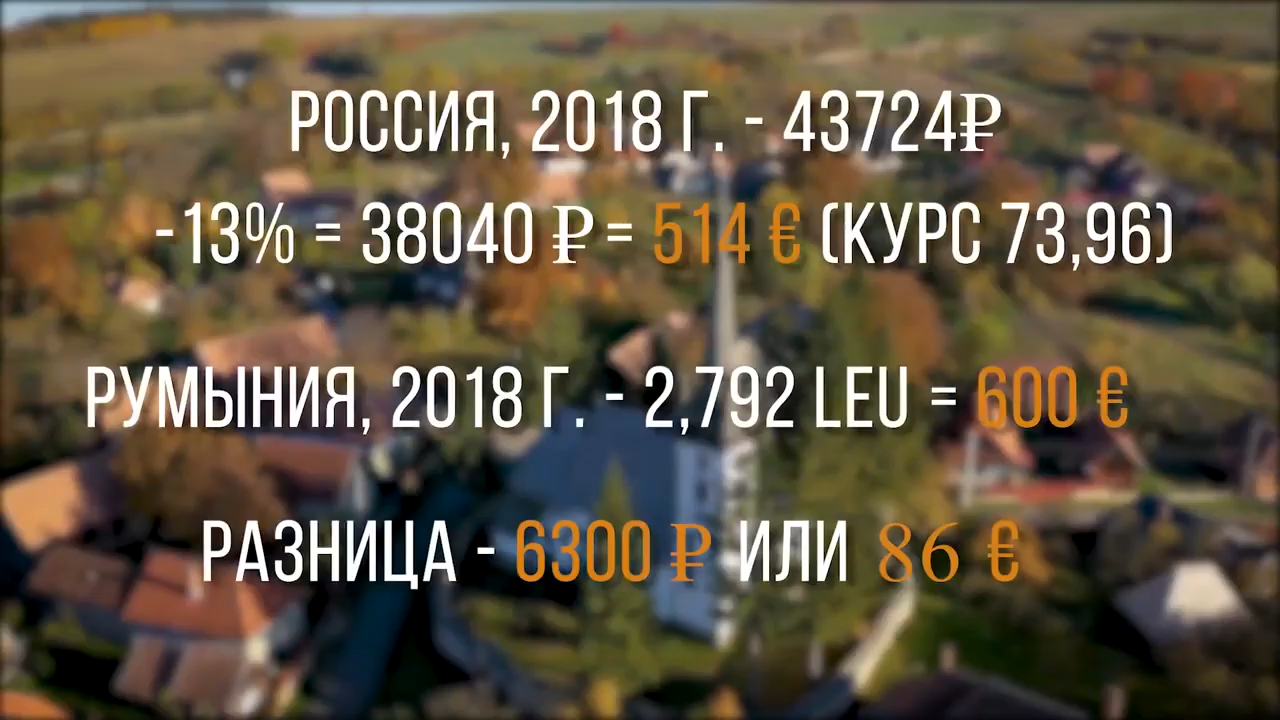 РОССИЯ, 2018 Г. - 43724₽
-13% = 38040 ₽ = 514 € (КУРС 73,96)
РУМЫНИЯ, 2018 Г. - 2,792 LEU = 600 €
РАЗНИЦА - 6300 ₽ ИЛИ 86 €